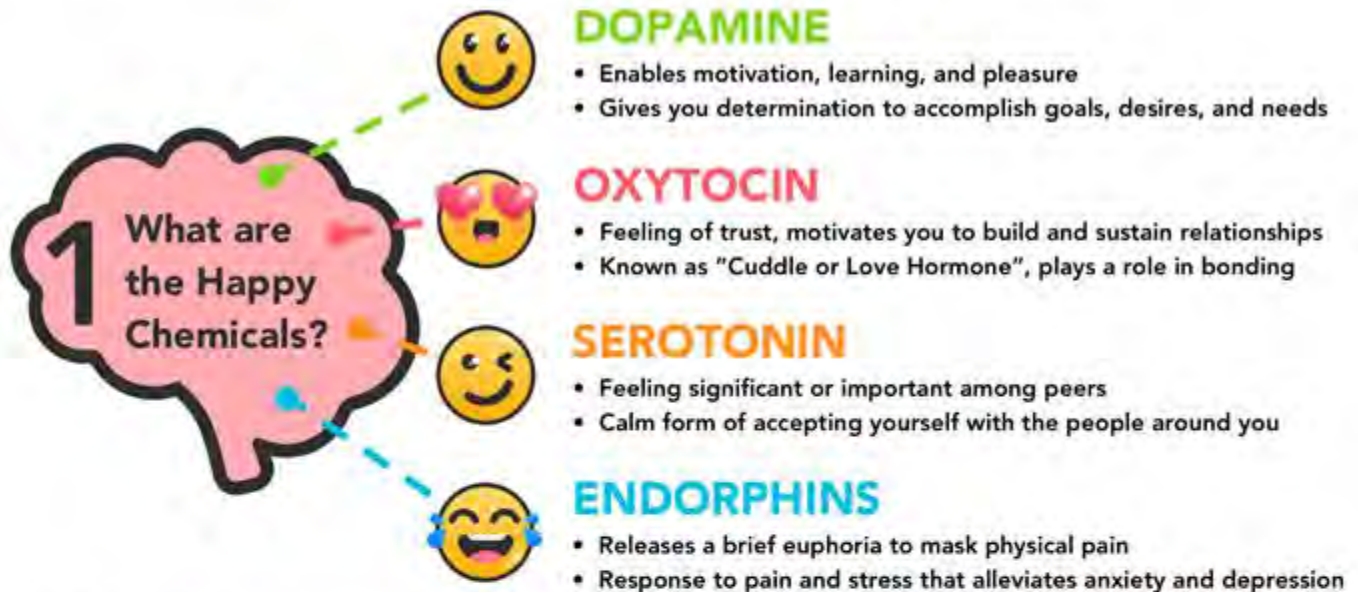 1
What are
the Happy
Chemicals?
DOPAMINE
• Enables motivation, learning, and pleasure
• Gives you determination to accomplish goals, desires, and needs
OXYTOCIN
• Feeling of trust, motivates you to build and sustain relationships
• Known as "Cuddle or Love Hormone", plays a role in bonding
SEROTONIN
• Feeling significant or important among peers
• Calm form of accepting yourself with the people around you
ENDORPHINS
• Releases a brief euphoria to mask physical pain
• Response to pain and stress that alleviates anxiety and depression